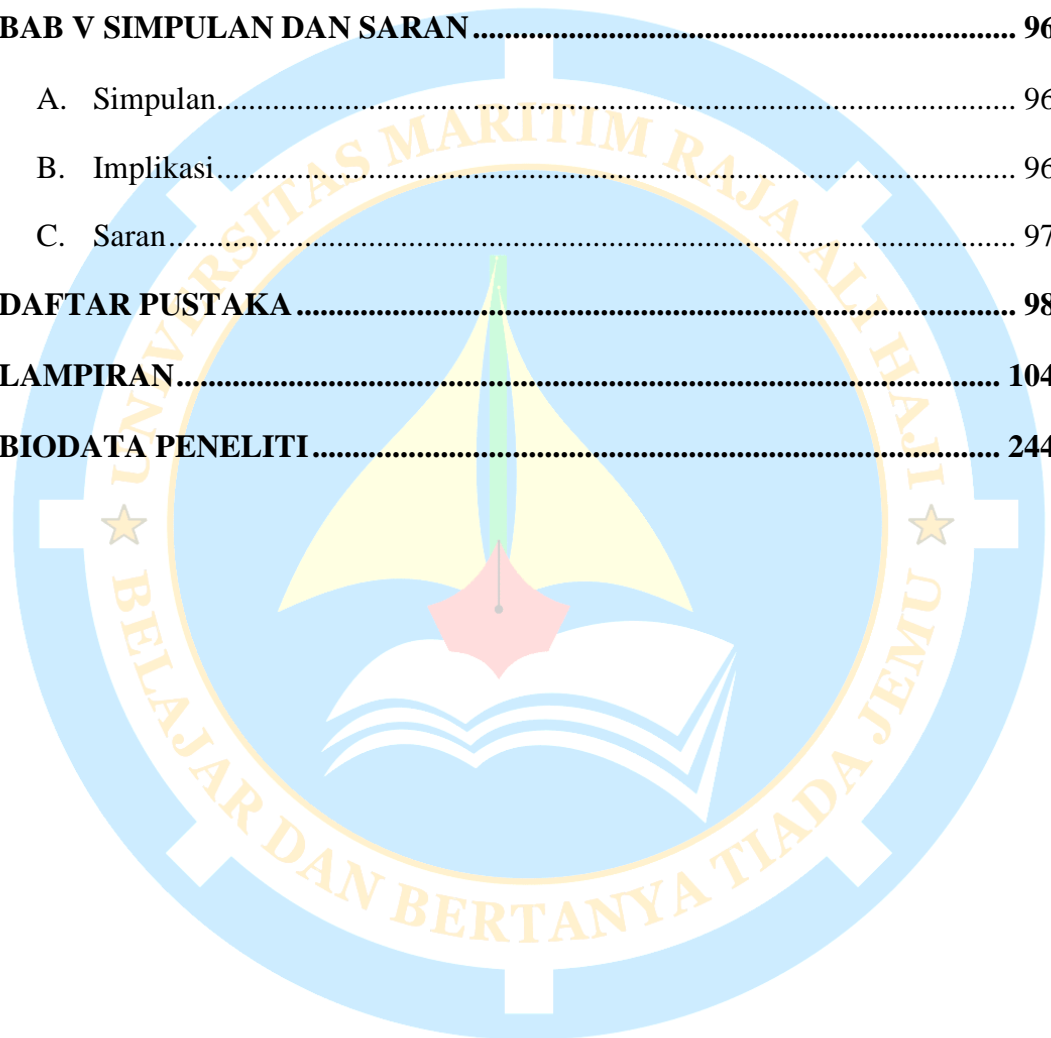 BAB V SIMPULAN DAN SARAN.................................................................. 96
A. Simpulan.................................................................................................. 96
B. Implikasi.................................................................................................. 96
C. Saran........................................................................................................ 97
DAFTAR PUSTAKA........................................................................................ 98
LAMPIRAN.................................................................................................... 104
BIODATA PENELITI.................................................................................... 244
UNIVERSITAS MARITIM RAJA ALI HAJI
BELAJAR DAN BERTANYA TIADA JEMU